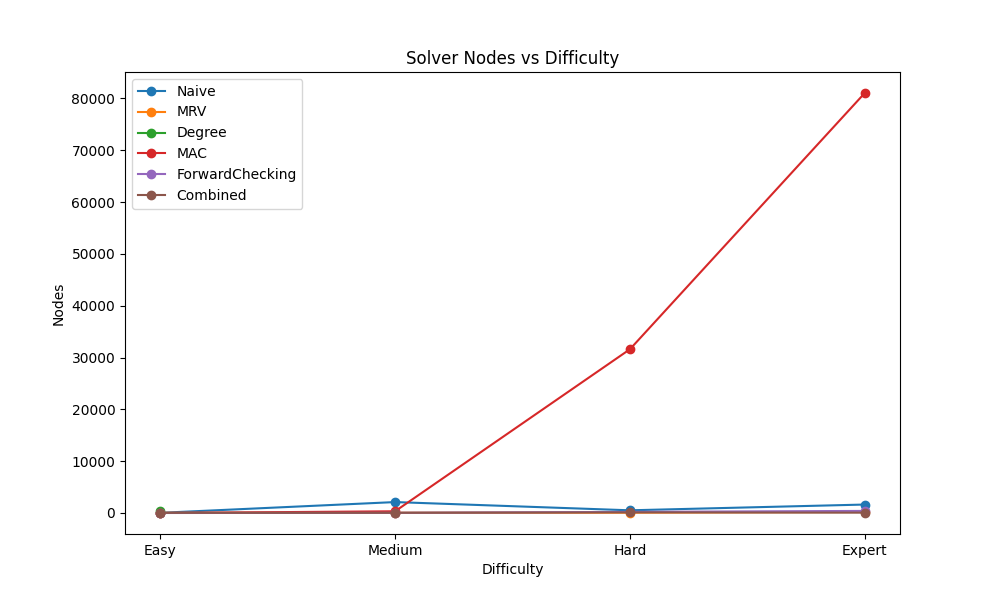 Solver Nodes vs Difficulty
Naive
MRV
Degree
MAC
ForwardChecking
Combined
80000
70000
60000
50000
40000
30000
20000
10000
0
Nodes
Easy
Medium
Hard
Expert
Difficulty